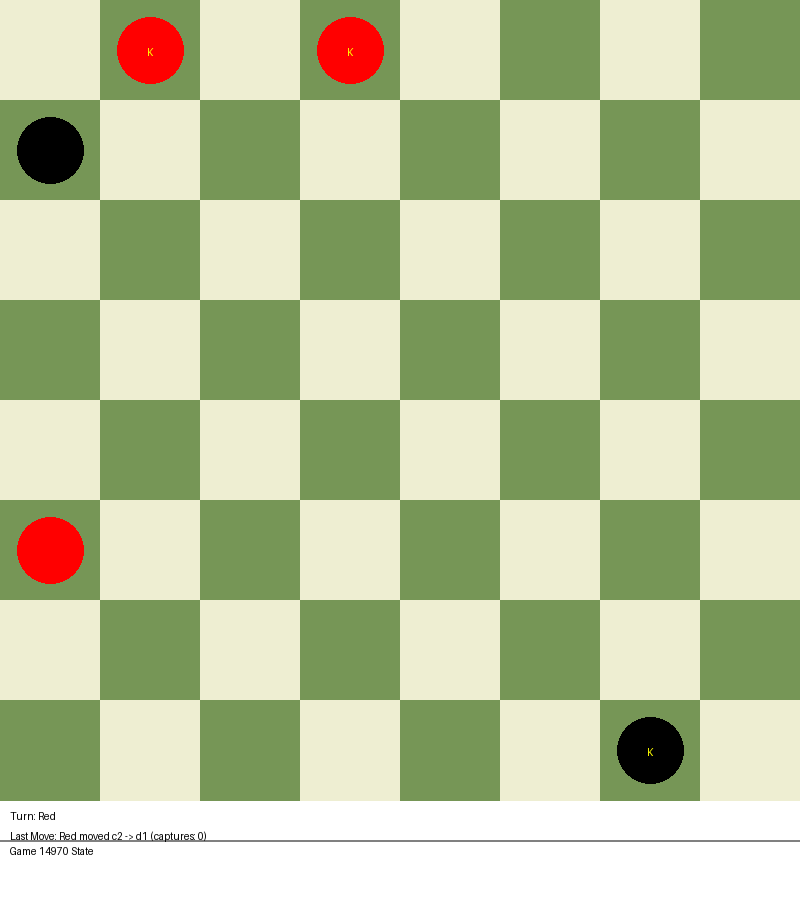 K K
K
Turn: Red
Last Move: Red moved c2 -> d1 (captures: 0)
Game 14970 State